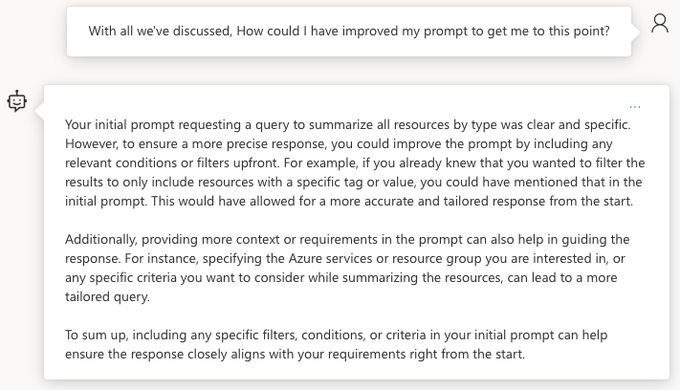 With all we've discussed, How could I have improved my prompt to get me to this point?
...
Your initial prompt requesting a query to summarize all resources by type was clear and specific.
However, to ensure a more precise response, you could improve the prompt by including any
relevant conditions or filters upfront. For example, if you already knew that you wanted to filter the
results to only include resources with a specific tag or value, you could have mentioned that in the
initial prompt. This would have allowed for a more accurate and tailored response from the start.
Additionally, providing more context or requirements in the prompt can also help in guiding the
response. For instance, specifying the Azure services or resource group you are interested in, or
any specific criteria you want to consider while summarizing the resources, can lead to a more
tailored query.
To sum up, including any specific filters, conditions, or criteria in your initial prompt can help
ensure the response closely aligns with your requirements right from the start.